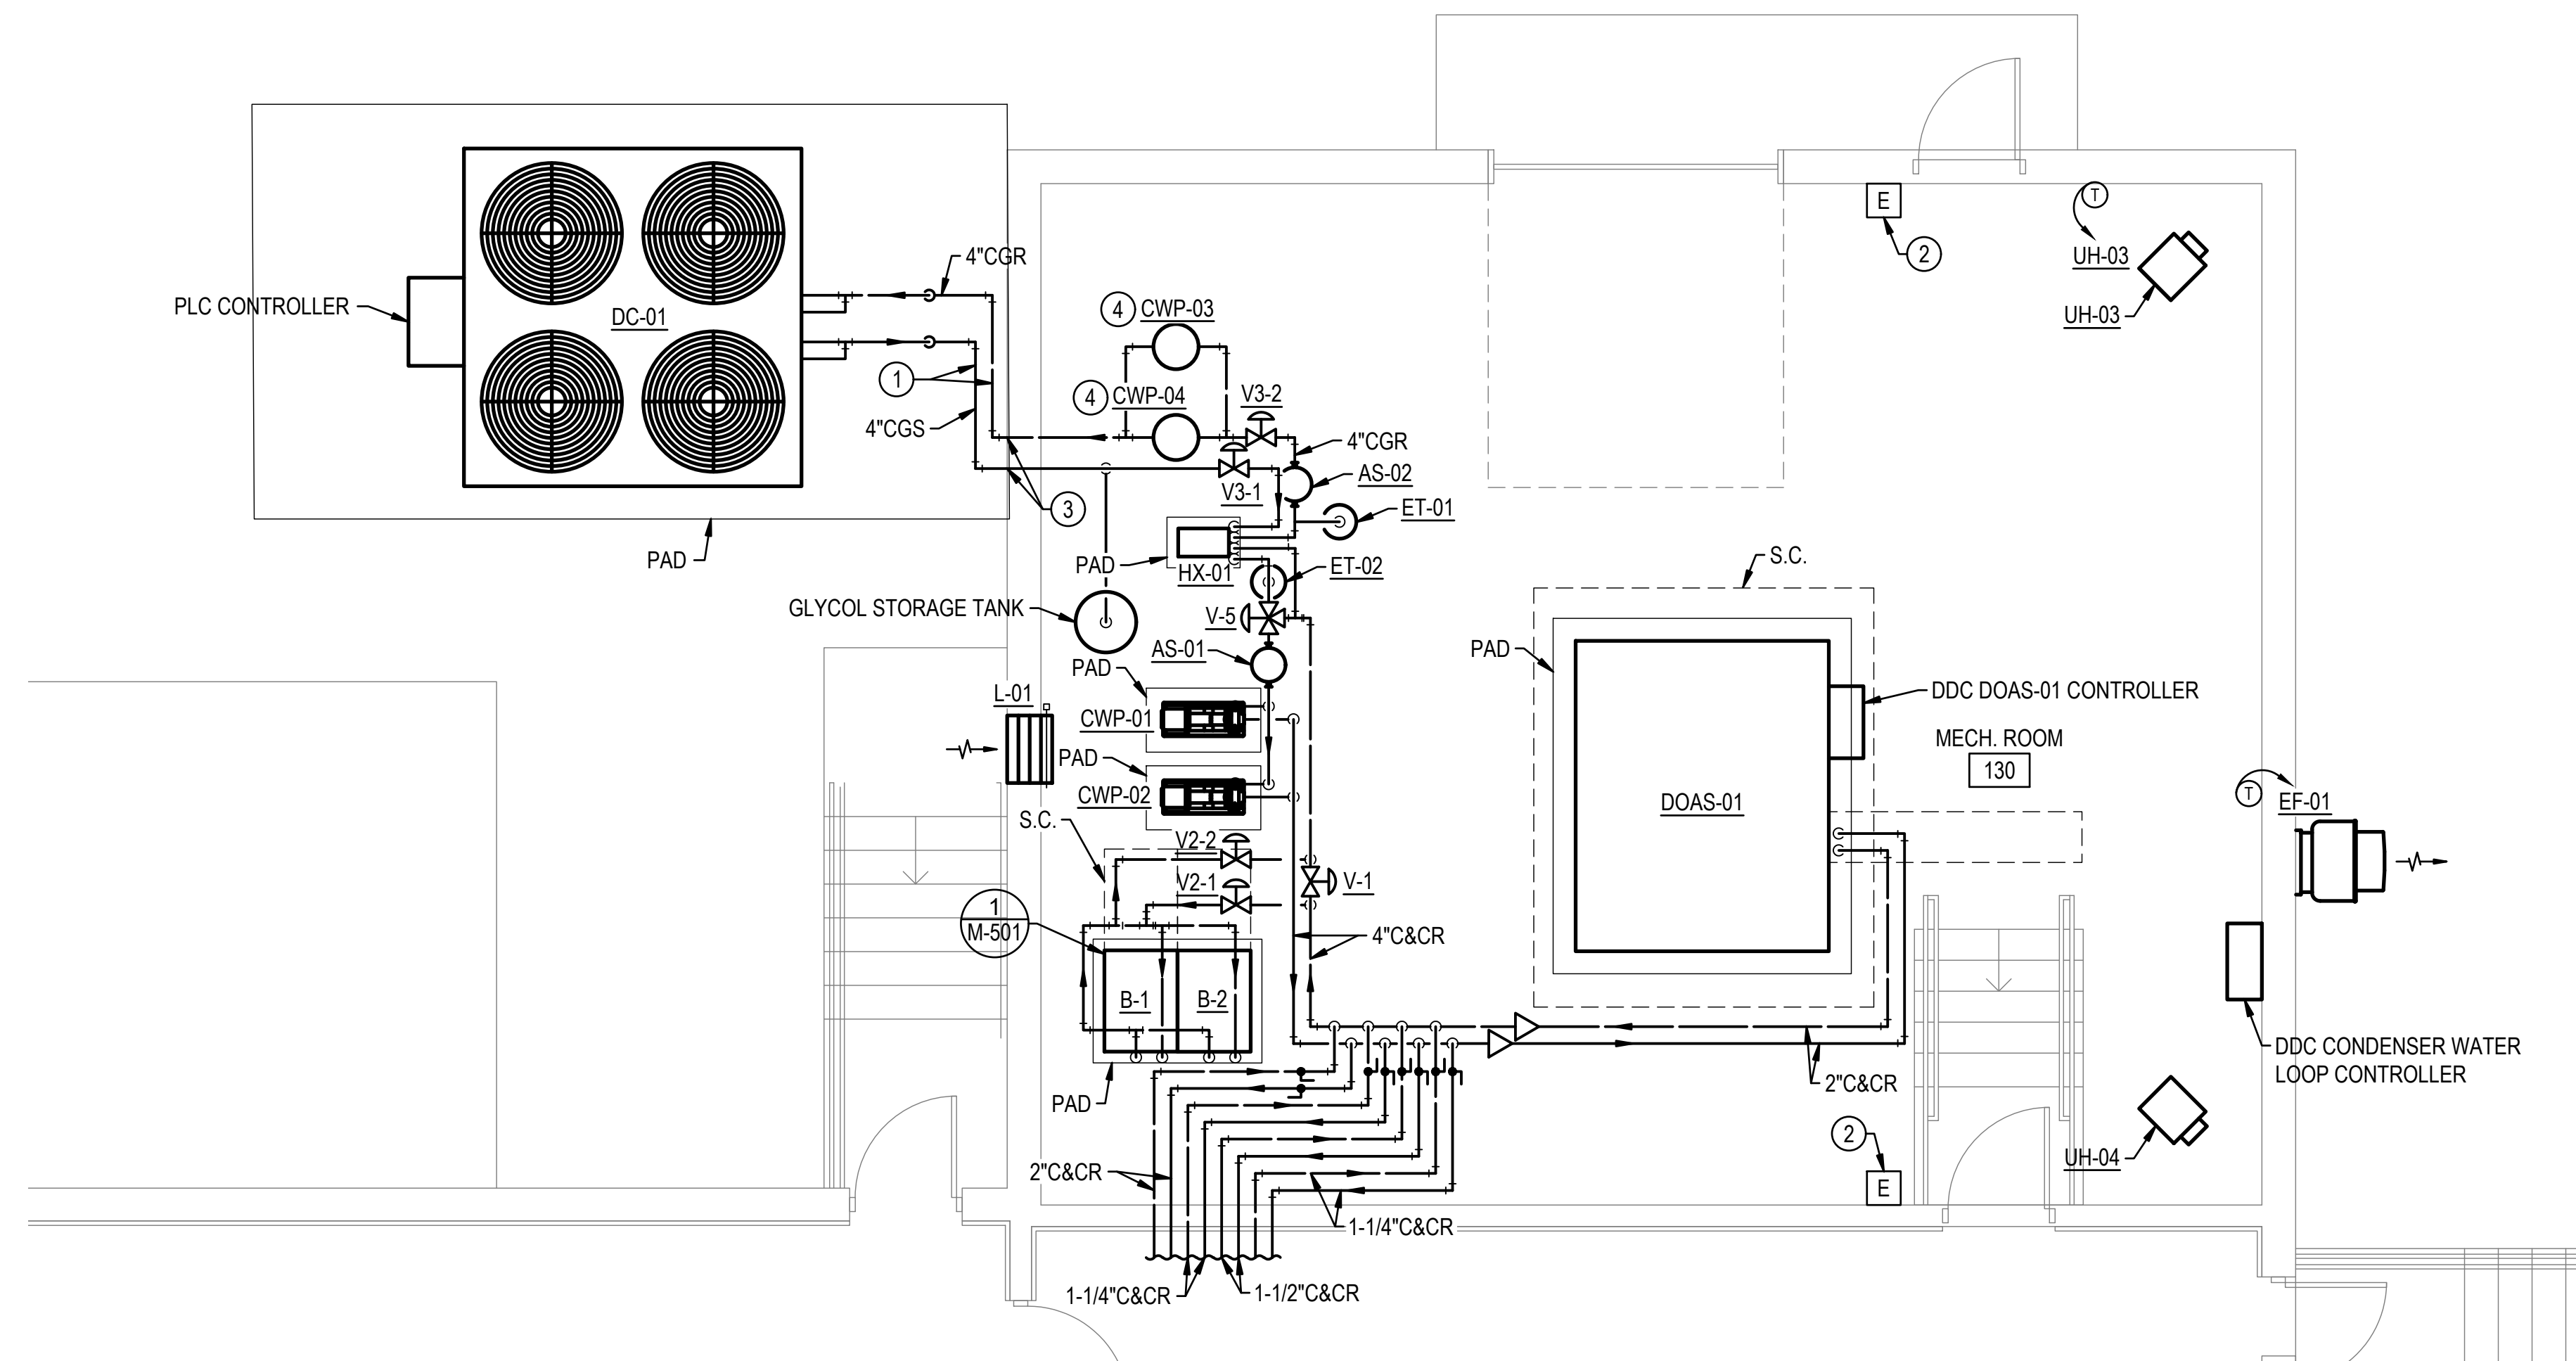 E
T
2
UH-03
UH-03
4"CGR
PLC CONTROLLER
DC-01
4 CWP-03
1
4 CWP-04
V3-2
4"CGS
4"CGR
AS-02
V3-1
3
ET-01
PAD
PAD
HX-01
ET-02
S.C.
GLYCOL STORAGE TANK
V-5
AS-01
PAD
PAD
L-01
DDC DOAS-01 CONTROLLER
CWP-01
MECH. ROOM
130
PAD
CWP-02
DOAS-01
T
EF-01
S.C.
V2-2
V2-1
V-1
1
M-501
4"C&CR
B-1
B-2
DDC CONDENSER WATER
LOOP CONTROLLER
2"C&CR
PAD
2
UH-04
2"C&CR
E
1-1/4"C&CR
1-1/4"C&CR
1-1/2"C&CR